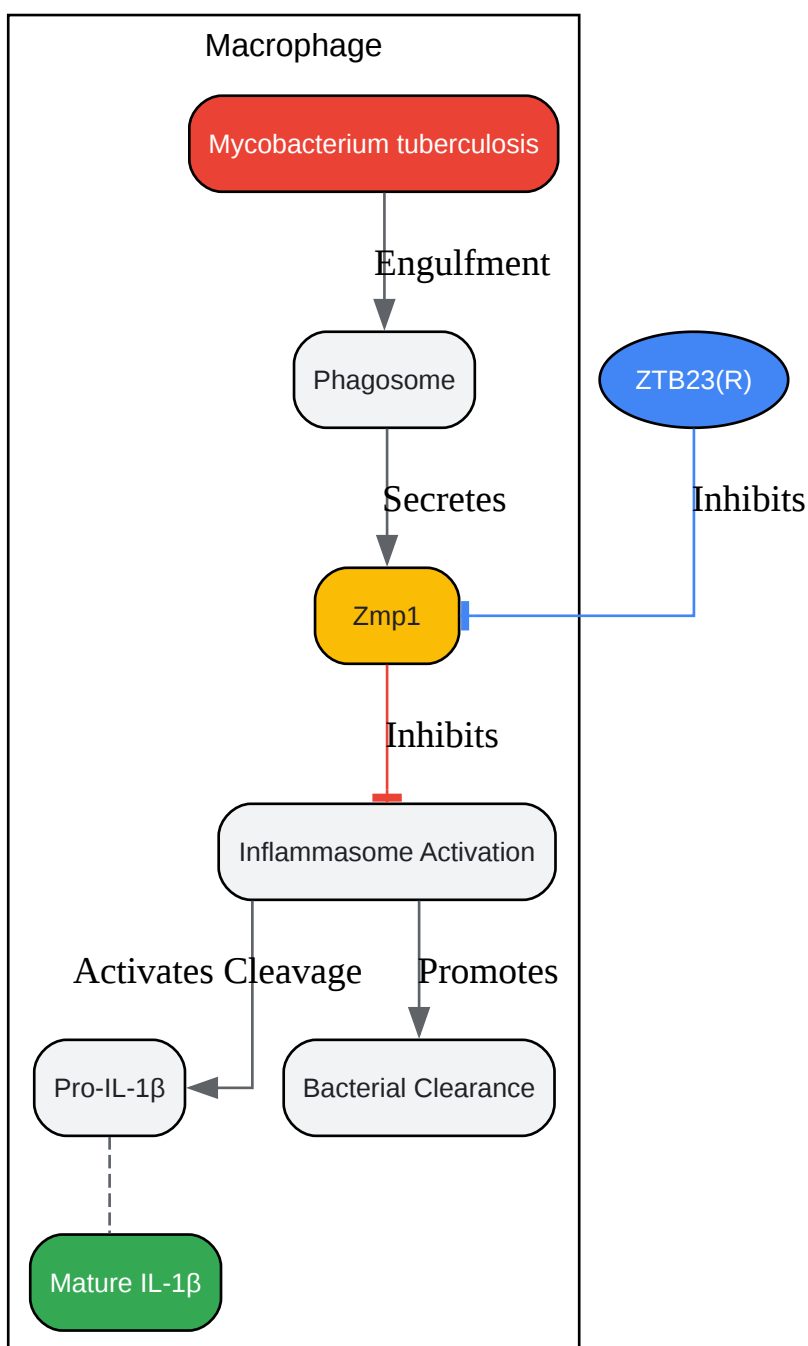 Macrophage
Mycobacterium tuberculosis
Engulfment
Phagosome
ZTB23(R)
Secretes
Inhibits
Zmp1
Inhibits
Inflammasome Activation
Activates Cleavage
Promotes
Pro-IL-1β
Bacterial Clearance
Mature IL-1β